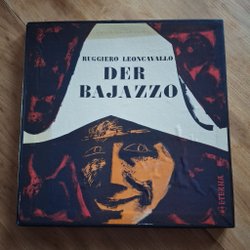 RUGGIERO LEONCAVALLO
DER
BAJAZZO
ETERNA